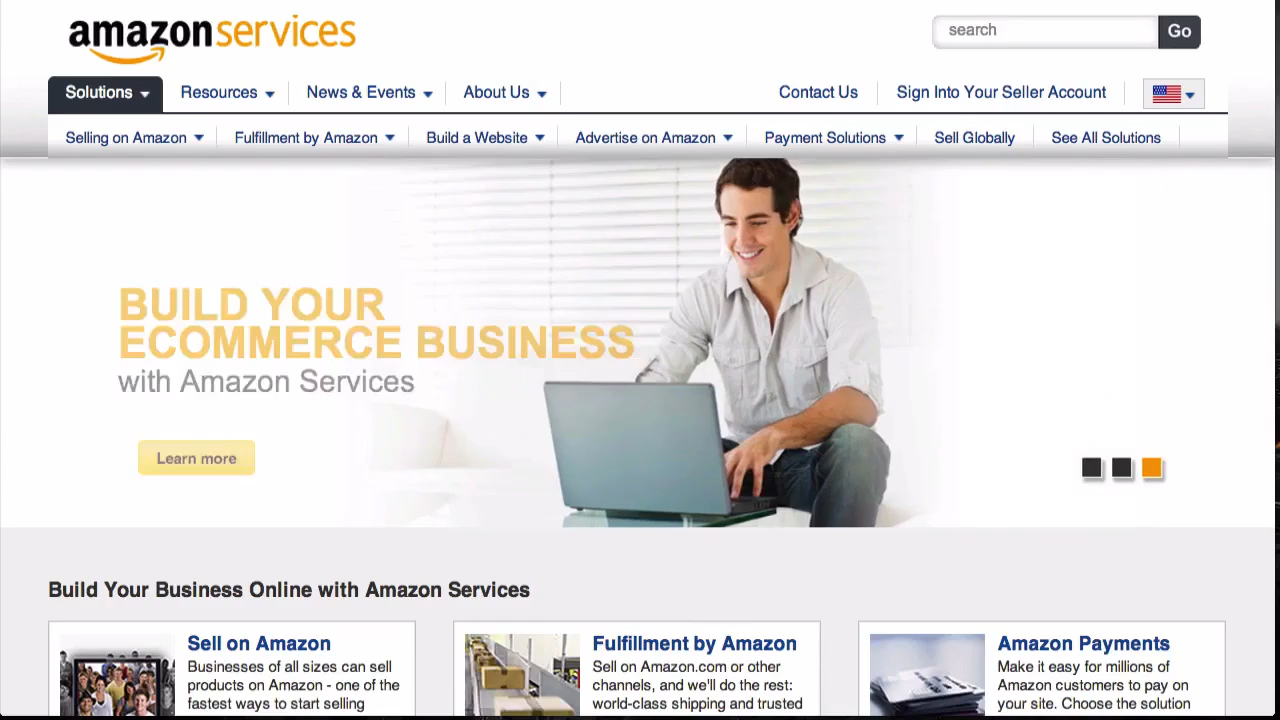 amazonservices
search
Go
Solutions
Resources
News & Events
About Us
Contact Us
Sign Into Your Seller Account
Selling on Amazon
Fulfillment by Amazon
Build a Website
Advertise on Amazon
Payment Solutions
Sell Globally
See All Solutions
BUILD YOUR
ECOMMERCE BUSINESS
with Amazon Services
Learn more
Build Your Business Online with Amazon Services
Sell on Amazon
Businesses of all sizes can sell
products on Amazon - one of the
fastest ways to start selling
Fulfillment by Amazon
Sell on Amazon.com or other
channels, and we'll do the rest:
world-class shipping and trusted
Amazon Payments
Make it easy for millions of
Amazon customers to pay on
your site. Choose the solution